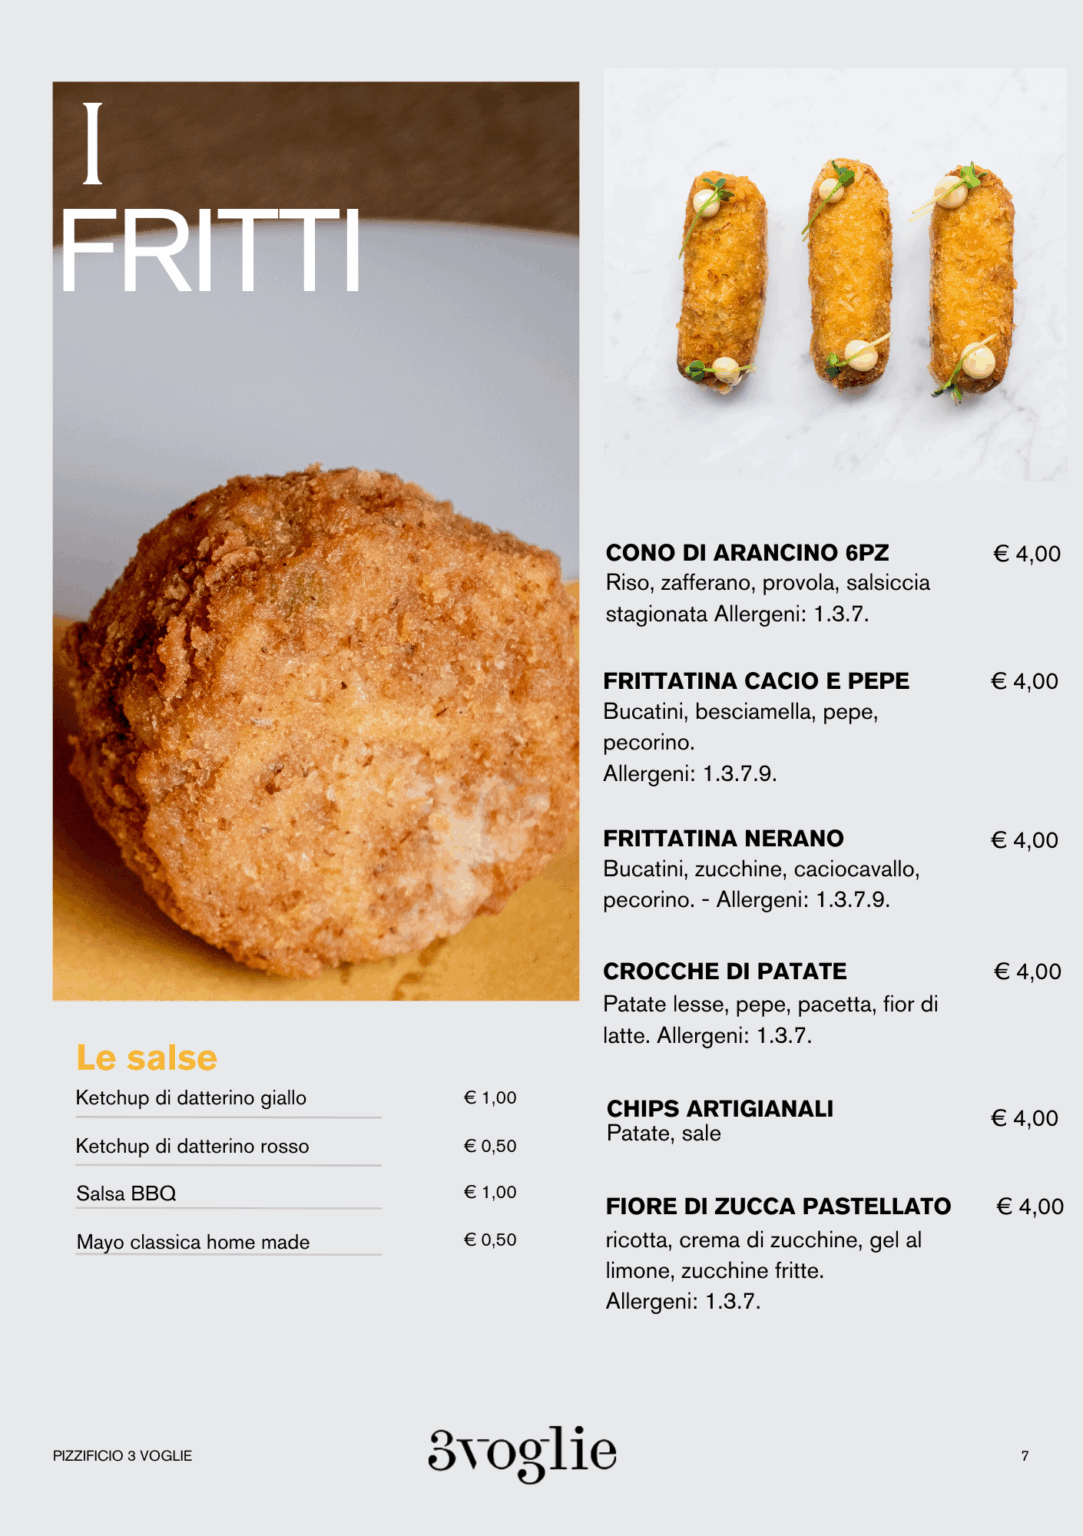 I
FRITTI
CONO DI ARANCINO 6PZ € 4,00
Riso, zafferano, provola, salsiccia
stagionata Allergeni: 1.3.7.
FRITTATINA CACIO E PEPE € 4,00
Bucatini, besciamella, pepe,
pecorino.
Allergeni: 1.3.7.9.
FRITTATINA NERANO € 4,00
Bucatini, zucchine, caciocavallo,
pecorino. - Allergeni: 1.3.7.9.
CROCCHE DI PATATE € 4,00
Patate lesse, pepe, pacetta, fior di
latte. Allergeni: 1.3.7.
CHIPS ARTIGIANALI € 4,00
Patate, sale
FIORE DI ZUCCA PASTELLATO € 4,00
ricotta, crema di zucchine, gel al
limone, zucchine fritte.
Allergeni: 1.3.7.
Le salse
Ketchup di datterino giallo € 1,00
Ketchup di datterino rosso € 0,50
Salsa BBQ € 1,00
Mayo classica home made € 0,50
PIZZIFICIO 3 VOGLIE
3voglie
7